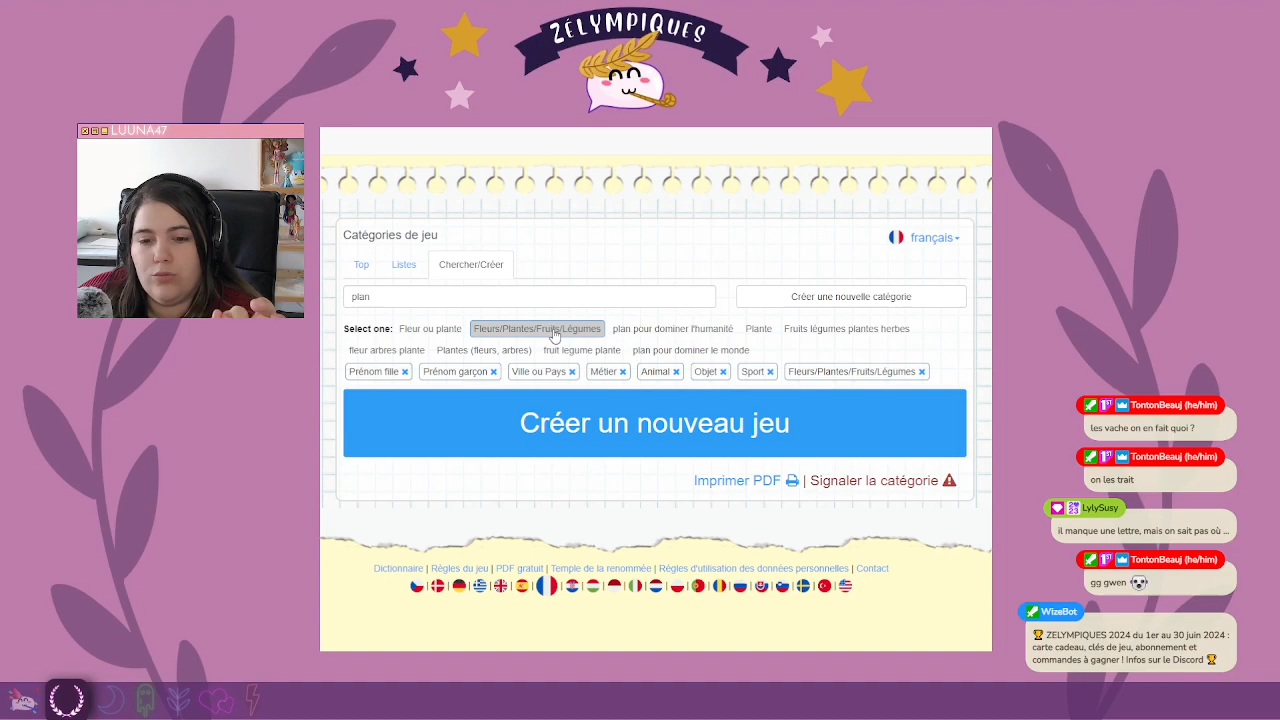 ZÉLYMPIQUES
LUUNA47
Catégories de jeu
français
Top Listes Chercher/Créer
plan
Créer une nouvelle catégorie
Select one: Fleur ou plante Fleurs/Plantes/Fruits/Légumes plan pour dominer l'humanité Plante Fruits légumes plantes herbes
fleur arbres plante Plantes (fleurs, arbres) fruit legume plante plan pour dominer le monde
Prénom fille × Prénom garçon × Ville ou Pays × Métier × Animal × Objet × Sport × Fleurs/Plantes/Fruits/Légumes ×
Créer un nouveau jeu
Imprimer PDF | Signaler la catégorie
Dictionnaire | Règles du jeu | PDF gratuit | Temple de la renommée | Règles d'utilisation des données personnelles | Contact
1ST TontonBeauj (he/him)
les vache on en fait quoi ?
1ST TontonBeauj (he/him)
on les trait
LylySusy
il manque une lettre, mais on sait pas où ...
1ST TontonBeauj (he/him)
gg gwen
WizeBot
🏆 ZELYMPIQUES 2024 du 1er au 30 juin 2024 :
carte cadeau, clés de jeu, abonnement et
commandes à gagner ! Infos sur le Discord 🏆